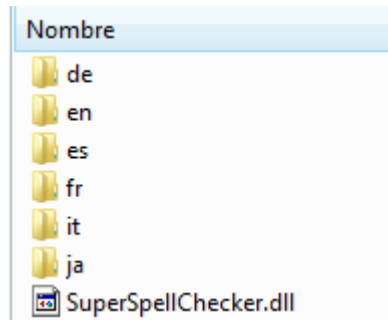 Nombre
de
en
es
fr
it
ja
SuperSpellChecker.dll